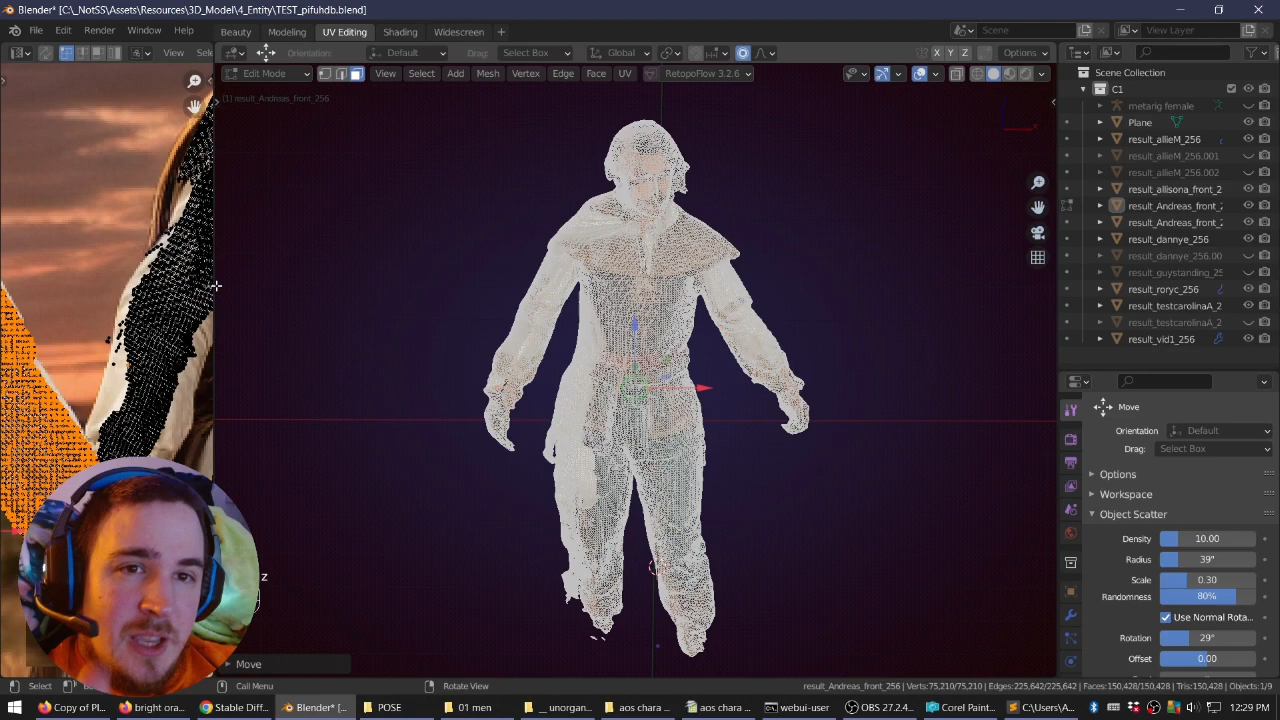 Blender* [C:\_NotSS\Assets\Resources\3D_Model\4_Entity\TEST_pifuhdb.blend]
File Edit Render Window Help
Beauty Modeling UV Editing Shading Widescreen +
Scene View Layer
View Sele
Orientation: Default Drag: Select Box Global X Y Z Options
Edit Mode View Select Add Mesh Vertex Edge Face UV RetopoFlow 3.2.6
(1) result_Andreas_front_256
Scene Collection
C1
metarig female
Plane
result_allieM_256
result_allieM_256.001
result_allieM_256.002
result_allisona_front_2
result_Andreas_front_2
result_Andreas_front_2
result_dannye_256
result_dannye_256.00
result_guystanding_25
result_roryc_256
result_testcarolinaA_2
result_testcarolinaA_2
result_vid1_256
Move
Orientation: Default
Drag: Select Box
Options
Workspace
Object Scatter
Density 10.00
Radius 39"
Scale 0.30
Randomness 80%
Use Normal Rota...
Rotation 29°
Offset 0.00
z
Move
Select
Call Menu
Rotate View
result_Andreas_front_256 | Verts:75,210/75,210 | Edges:225,642/225,642 | Faces:150,428/150,428 | Tris:150,428 | Objects:1/9
Copy of Pl... bright ora... Stable Diff... Blender* [... POSE 01 men __ unorgan... aos chara ... aos chara ... webui-user OBS 27.2.4... Corel Paint... C:\Users\A... 12:29 PM